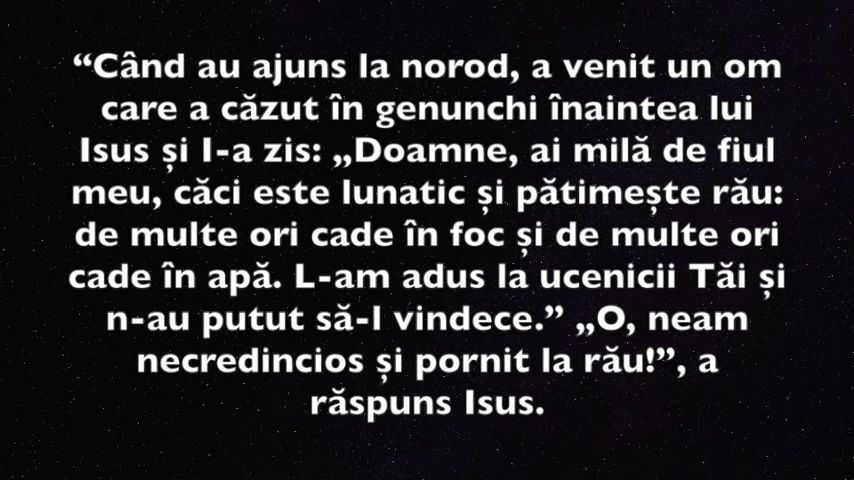 “Când au ajuns la norod, a venit un om
care a căzut în genunchi înaintea lui
Isus și I-a zis: „Doamne, ai milă de fiul
meu, căci este lunatic și pătimește rău:
de multe ori cade în foc și de multe ori
cade în apă. L-am adus la ucenicii Tăi și
n-au putut să-l vindece.” „O, neam
necredincios și pornit la rău!”, a
răspuns Isus.